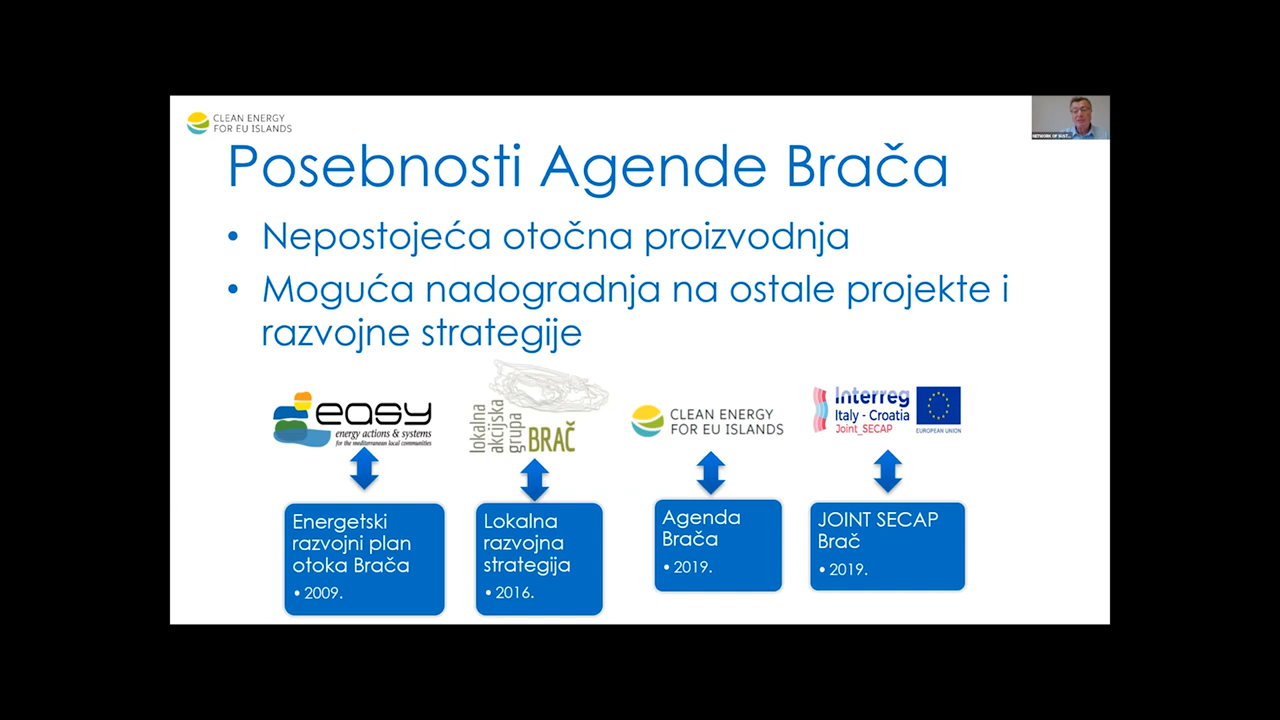 CLEAN ENERGY
FOR EU ISLANDS
NETWORK OF SUST...
Posebnosti Agende Brača
• Nepostojeća otočna proizvodnja
• Moguća nadogradnja na ostale projekte i
razvojne strategije
easy
energy actions & systems
for the mediterranean local communities
lokalna
akcijska
grupa
BRAČ
CLEAN ENERGY
FOR EU ISLANDS
Interreg
Italy - Croatia
Joint_SECAP
EUROPEAN UNION
Energetski
razvojni plan
otoka Brača
• 2009.
Lokalna
razvojna
strategija
• 2016.
Agenda
Brača
• 2019.
JOINT SECAP
Brač
• 2019.